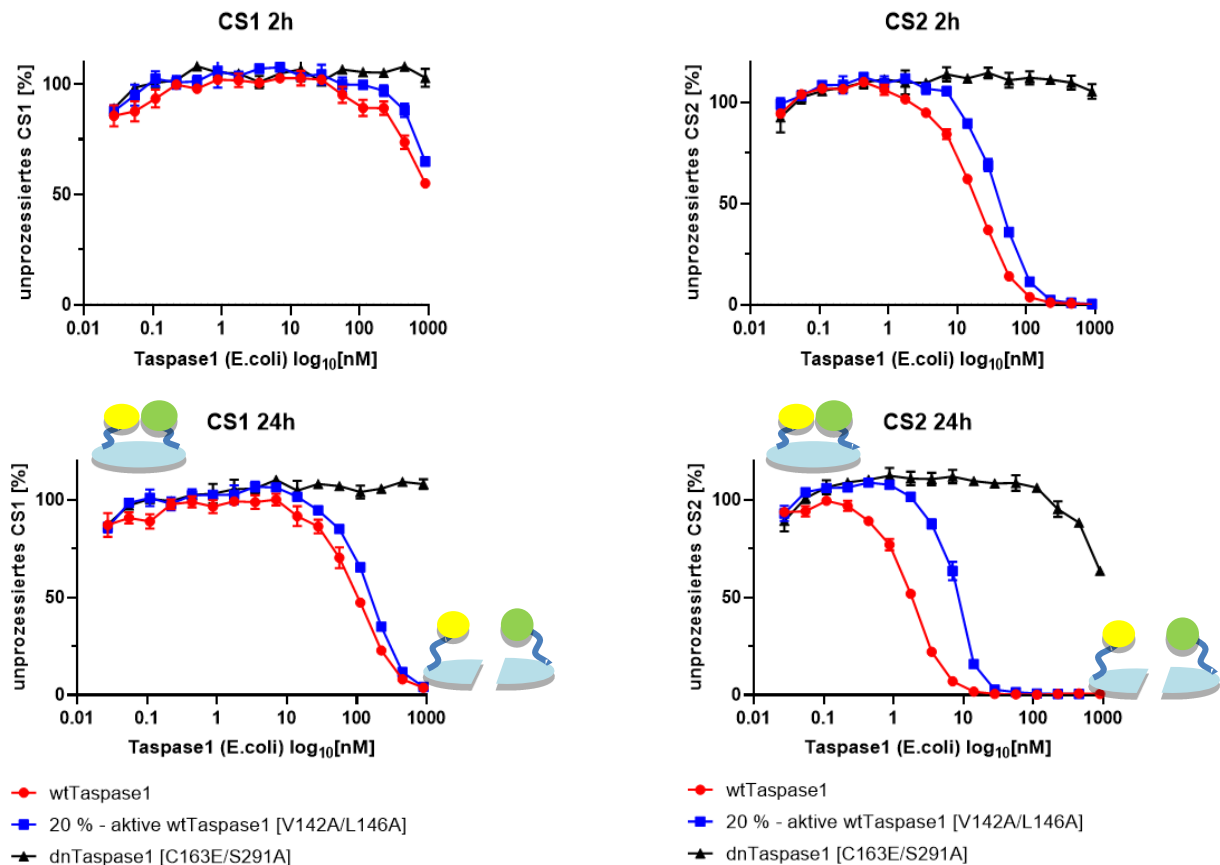 CS1 2h
unprozessiertes CS1 [%]
100
50
0
0.01 0.1 1 10 100 1000
Taspase1 (E.coli) log10[nM]
CS2 2h
unprozessiertes CS2 [%]
100
50
0
0.01 0.1 1 10 100 1000
Taspase1 (E.coli) log10[nM]
CS1 24h
unprozessiertes CS1 [%]
100
50
0
0.01 0.1 1 10 100 1000
Taspase1 (E.coli) log10[nM]
CS2 24h
unprozessiertes CS2 [%]
100
50
0
0.01 0.1 1 10 100 1000
Taspase1 (E.coli) log10[nM]
wtTaspase1
20 % - aktive wtTaspase1 [V142A/L146A]
dnTaspase1 [C163E/S291A]
wtTaspase1
20 % - aktive wtTaspase1 [V142A/L146A]
dnTaspase1 [C163E/S291A]